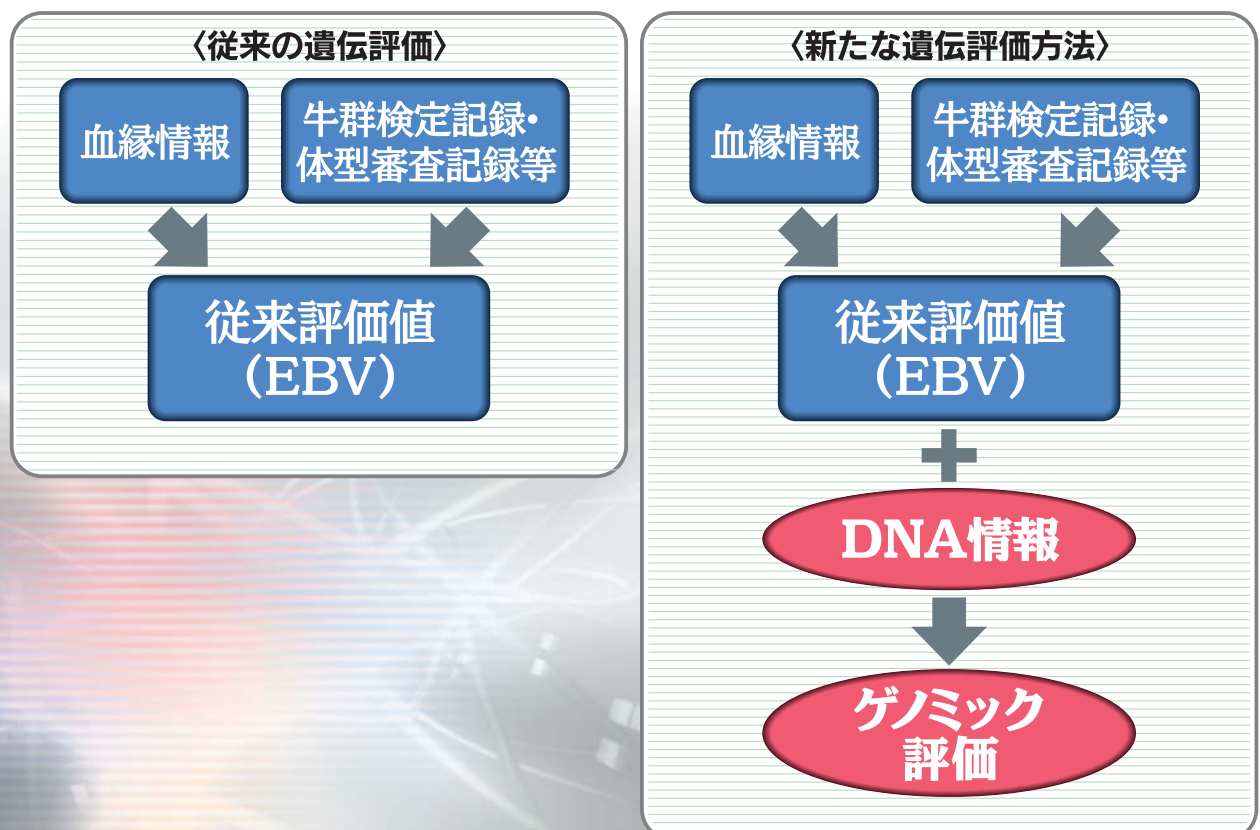 〈従来の遺伝評価〉
血縁情報
牛群検定記録・
体型審査記録等
従来評価値
(EBV)
〈新たな遺伝評価方法〉
血縁情報
牛群検定記録・
体型審査記録等
従来評価値
(EBV)
DNA情報
ゲノミック
評価